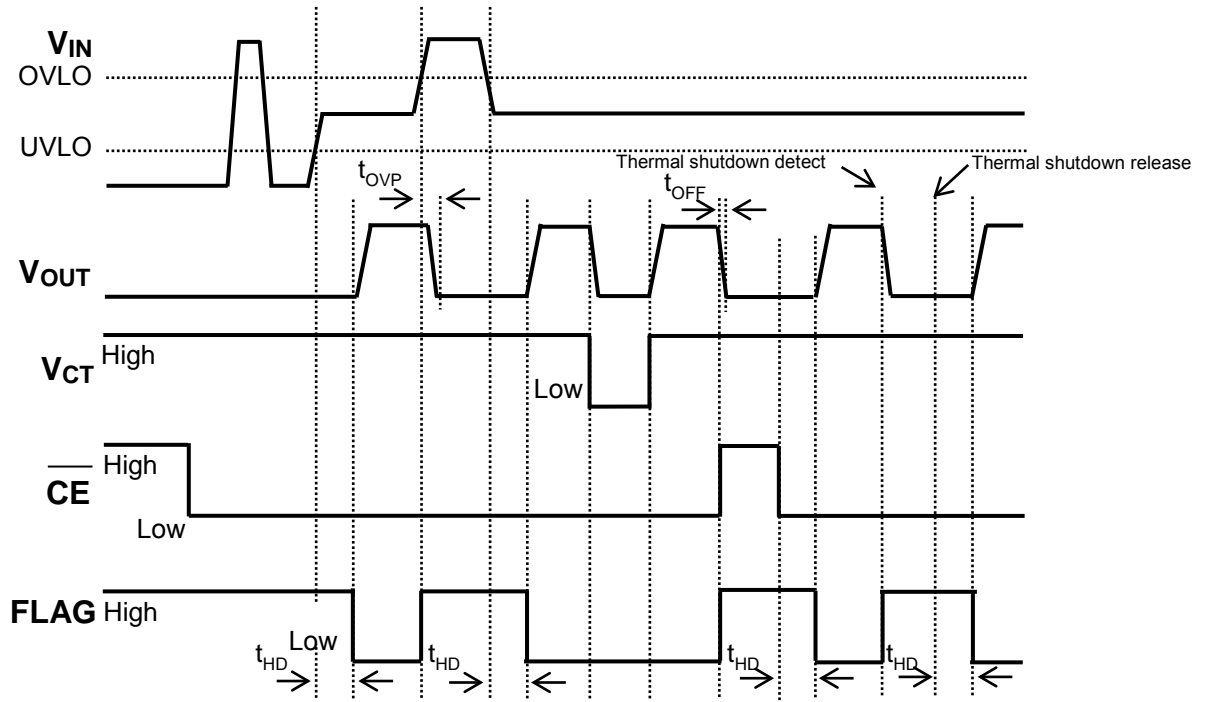 VIN
OVLO
UVLO
Thermal shutdown detect
Thermal shutdown release
tOVP
tOFF
VOUT
High
VCT
Low
High
CE
Low
High
FLAG
Low
tHD
tHD
tHD
tHD